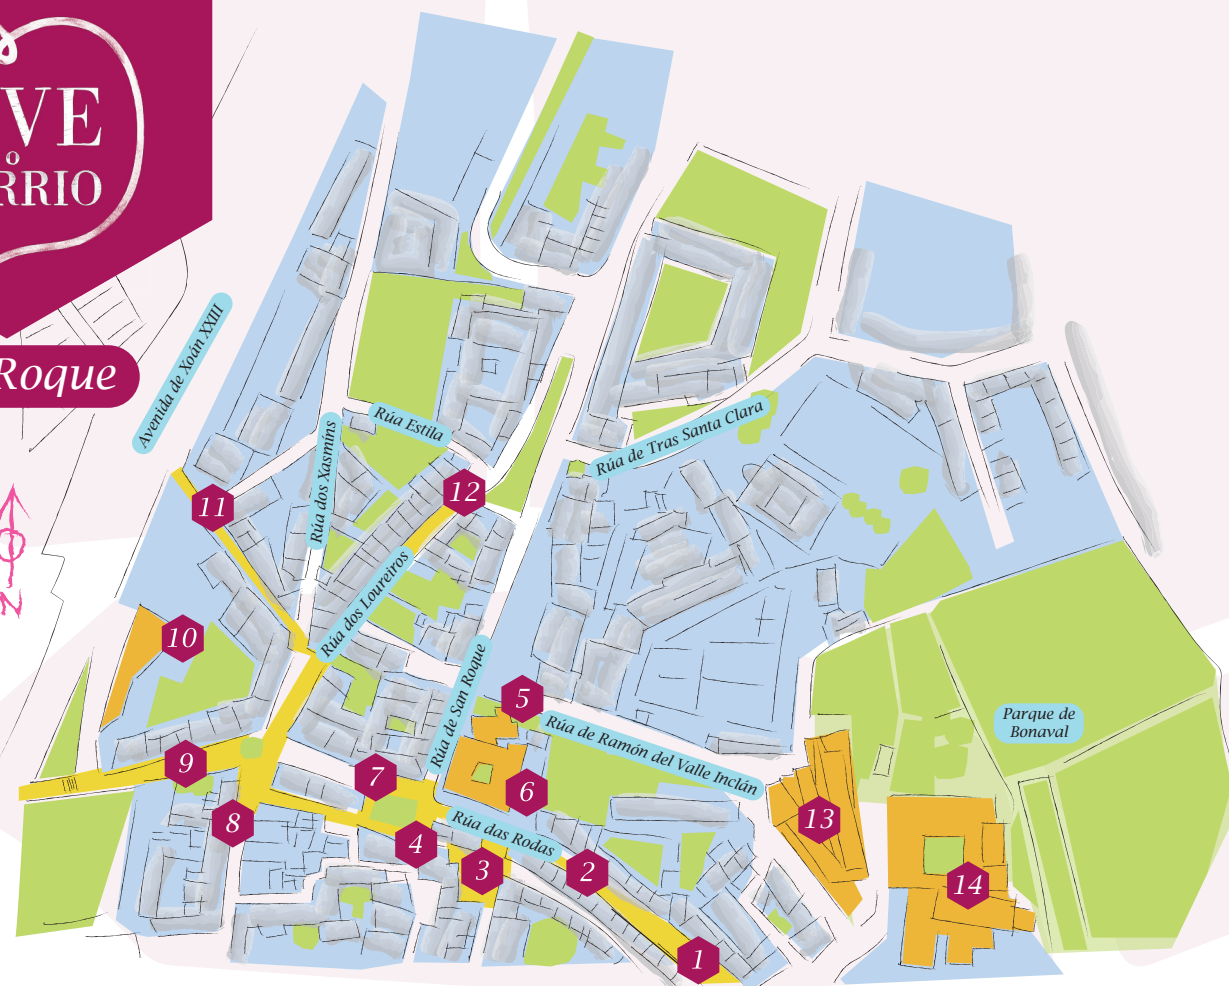 VE
O
RRIO
Roque
Avenida de Xoán XXIII
Rúa Estila
Rúa dos Xasmíns
Rúa de Tras Santa Clara
12
11
Rúa dos Loureiros
10
Rúa de San Roque
5
Rúa de Ramón del Valle Inclán
Parque de
Bonaval
9
7
6
8
13
Rúa das Rodas
4
3
2
14
1
N